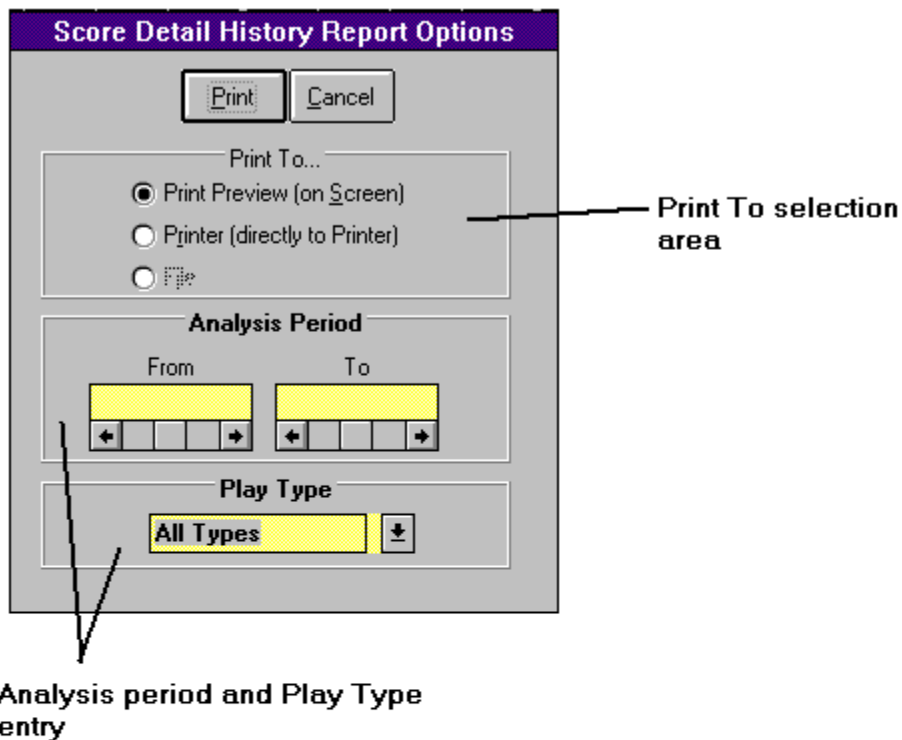 Score Detail History Report Options
Print Cancel
Print To...
Print Preview (on Screen)
Printer (directly to Printer)
File
Print To selection
area
Analysis Period
From To
Play Type
All Types
Analysis period and Play Type
entry